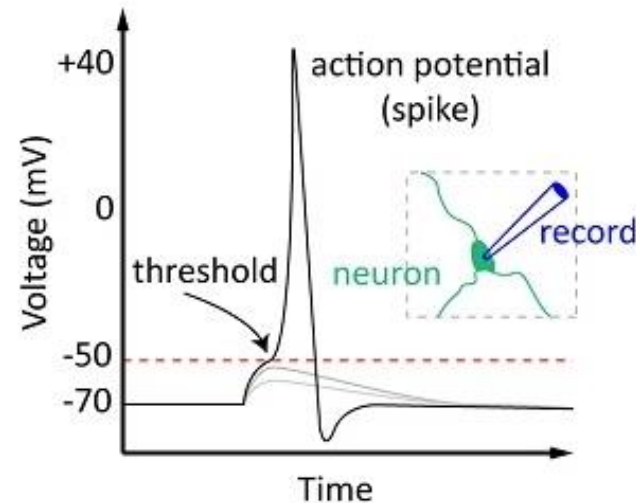 +40
action potential
(spike)
0
Voltage (mV)
record
neuron
threshold
-50
-70
Time